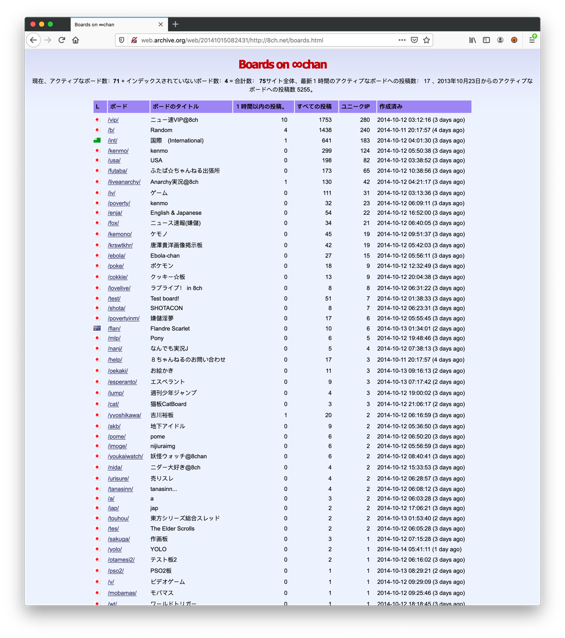 Boards on ∞chan
web.archive.org/web/20141015082431/http://8ch.net/boards.html
Boards on ∞chan
現在、アクティブなボード数: 71 + インデックスされていないボード数: 4 = 合計数: 75サイト全体、最新１時間のアクティブなボードへの投稿数: 17 、2013年10月23日からのアクティブな
ボードへの投稿数 5255。
L ボード ボードのタイトル １時間以内の投稿。 すべての投稿 ユニークIP 作成済み
/vip/ ニュー速VIP@8ch 10 1753 280 2014-10-12 03:12:16 (3 days ago)
/b/ Random 4 1438 240 2014-10-11 20:17:57 (4 days ago)
/int/ 国際　(International) 1 641 183 2014-10-12 04:01:30 (3 days ago)
/kenmo/ kenmo 0 299 124 2014-10-12 05:50:38 (3 days ago)
/usa/ USA 0 198 82 2014-10-12 03:38:52 (3 days ago)
/futaba/ ふたば☆ちゃんねる出張所 0 173 65 2014-10-12 10:38:56 (3 days ago)
/liveanarchy/ Anarchy実況@8ch 1 130 42 2014-10-12 04:21:17 (3 days ago)
/jv/ ゲーム 0 111 31 2014-10-12 03:13:36 (3 days ago)
/poverty/ kenmo 0 32 23 2014-10-12 06:09:11 (3 days ago)
/enja/ English & Japanese 0 54 22 2014-10-12 16:52:00 (3 days ago)
/fox/ ニュース速報(嫌儲) 0 34 21 2014-10-12 06:40:05 (3 days ago)
/kemono/ ケモノ 0 45 19 2014-10-12 09:51:37 (3 days ago)
/krswtkhr/ 唐澤貴洋画像掲示板 0 42 19 2014-10-12 05:42:03 (3 days ago)
/ebola/ Ebola-chan 0 27 15 2014-10-12 05:56:11 (3 days ago)
/poke/ ポケモン 0 18 9 2014-10-12 12:32:49 (3 days ago)
/cokkie/ クッキー☆板 0 13 9 2014-10-12 20:04:38 (3 days ago)
/lovelive/ ラブライブ！ in 8ch 0 8 8 2014-10-12 06:31:22 (3 days ago)
/test/ Test board! 0 51 7 2014-10-12 01:38:33 (3 days ago)
/shota/ SHOTACON 0 8 7 2014-10-12 06:23:31 (3 days ago)
/povertyinm/ 嫌儲淫夢 0 17 6 2014-10-12 05:55:45 (3 days ago)
/flan/ Flandre Scarlet 0 10 6 2014-10-13 01:34:01 (2 days ago)
/mlp/ Pony 0 6 5 2014-10-12 19:48:46 (3 days ago)
/nanj/ なんでも実況J 0 5 4 2014-10-12 07:38:13 (3 days ago)
/help/ ８ちゃんねるのお問い合わせ 0 17 3 2014-10-11 20:17:57 (4 days ago)
/oekaki/ お絵かき 0 11 3 2014-10-13 09:16:13 (2 days ago)
/esperanto/ エスペラント 0 9 3 2014-10-13 07:17:42 (2 days ago)
/jump/ 週刊少年ジャンプ 0 4 3 2014-10-12 19:00:02 (3 days ago)
/cat/ 猫板CatBoard 0 3 3 2014-10-12 21:06:17 (2 days ago)
/yyoshikawa/ 吉川裕板 1 20 2 2014-10-12 06:16:59 (3 days ago)
/akb/ 地下アイドル 0 9 2 2014-10-12 05:36:50 (3 days ago)
/pome/ pome 0 6 2 2014-10-12 06:50:20 (3 days ago)
/imoge/ nijiuraimg 0 6 2 2014-10-12 05:56:59 (3 days ago)
/youkaiwatch/ 妖怪ウォッチ@8chan 0 6 2 2014-10-12 08:40:41 (3 days ago)
/nida/ ニダー大好き@8ch 0 4 2 2014-10-12 15:33:53 (3 days ago)
/urisure/ 売りスレ 0 4 2 2014-10-12 06:28:57 (3 days ago)
/tanasinn/ tanasinn... 0 4 2 2014-10-12 06:08:12 (3 days ago)
/a/ a 0 3 2 2014-10-12 06:03:28 (3 days ago)
/jap/ jap 0 2 2 2014-10-12 17:06:21 (3 days ago)
/touhou/ 東方シリーズ総合スレッド 0 2 2 2014-10-13 01:53:40 (2 days ago)
/tes/ The Elder Scrolls 0 2 2 2014-10-12 06:05:28 (3 days ago)
/sakuga/ 作画板 0 3 1 2014-10-12 07:15:28 (3 days ago)
/yolo/ YOLO 0 2 1 2014-10-14 05:41:11 (1 day ago)
/olamesi2/ テスト板2 0 2 1 2014-10-12 06:16:02 (3 days ago)
/pso2/ PSO2板 0 1 1 2014-10-13 08:29:21 (2 days ago)
/v/ ビデオゲーム 0 1 1 2014-10-12 09:29:09 (3 days ago)
/mobamas/ モバマス 0 1 1 2014-10-12 09:25:46 (3 days ago)
/wt/ ワールドトリガー 0 1 1 2014-10-12 18:18:45 (3 days ago)